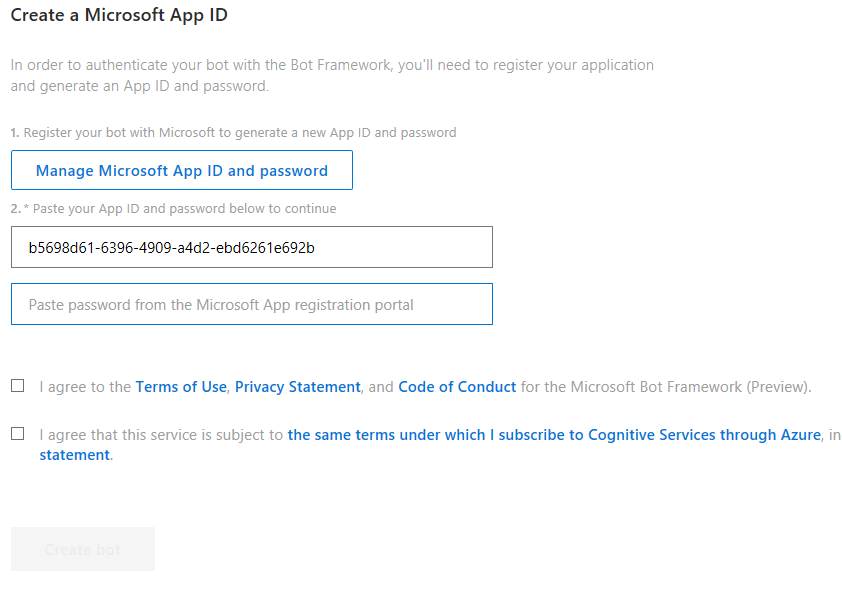 Create a Microsoft App ID
In order to authenticate your bot with the Bot Framework, you'll need to register your application
and generate an App ID and password.
1. Register your bot with Microsoft to generate a new App ID and password
Manage Microsoft App ID and password
2. * Paste your App ID and password below to continue
b5698d61-6396-4909-a4d2-ebd6261e692b
Paste password from the Microsoft App registration portal
I agree to the Terms of Use, Privacy Statement, and Code of Conduct for the Microsoft Bot Framework (Preview).
I agree that this service is subject to the same terms under which I subscribe to Cognitive Services through Azure, in
statement.
Create bot